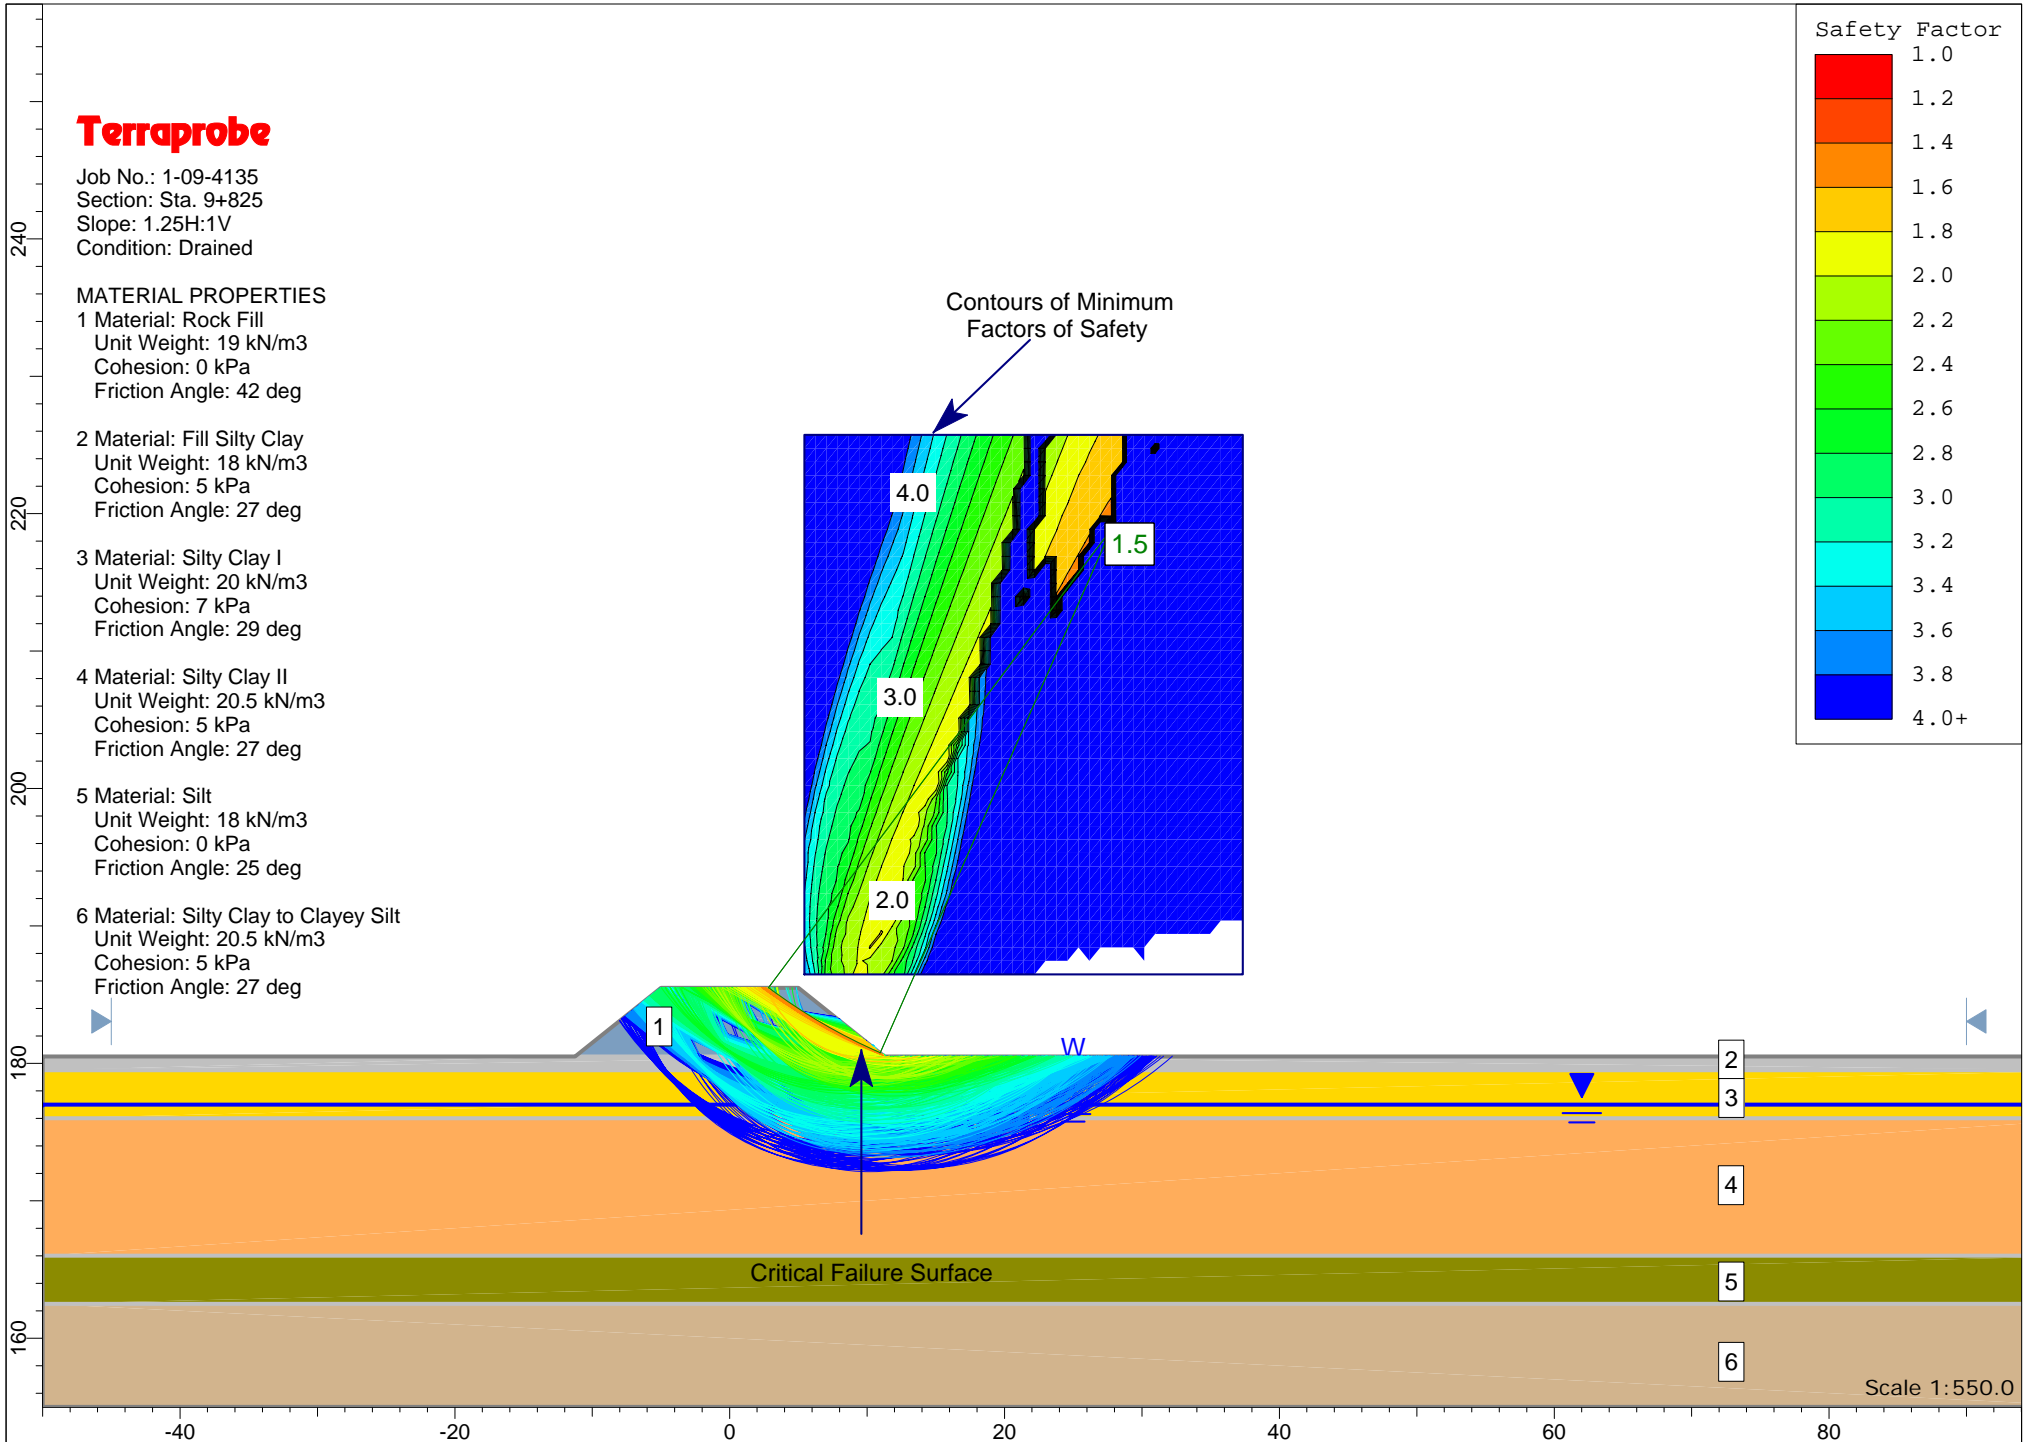 Terraprobe
Job No.: 1-09-4135
Section: Sta. 9+825
Slope: 1.25H:1V
Condition: Drained
MATERIAL PROPERTIES
1 Material: Rock Fill
Unit Weight: 19 kN/m3
Cohesion: 0 kPa
Friction Angle: 42 deg
2 Material: Fill Silty Clay
Unit Weight: 18 kN/m3
Cohesion: 5 kPa
Friction Angle: 27 deg
3 Material: Silty Clay I
Unit Weight: 20 kN/m3
Cohesion: 7 kPa
Friction Angle: 29 deg
4 Material: Silty Clay II
Unit Weight: 20.5 kN/m3
Cohesion: 5 kPa
Friction Angle: 27 deg
5 Material: Silt
Unit Weight: 18 kN/m3
Cohesion: 0 kPa
Friction Angle: 25 deg
6 Material: Silty Clay to Clayey Silt
Unit Weight: 20.5 kN/m3
Cohesion: 5 kPa
Friction Angle: 27 deg
Contours of Minimum
Factors of Safety
4.0
1.5
3.0
2.0
Safety Factor
1.0
1.2
1.4
1.6
1.8
2.0
2.2
2.4
2.6
2.8
3.0
3.2
3.4
3.6
3.8
4.0+
1
W
2
3
4
5
6
Critical Failure Surface
Scale 1:550.0
240
220
200
180
160
-40
-20
0
20
40
60
80